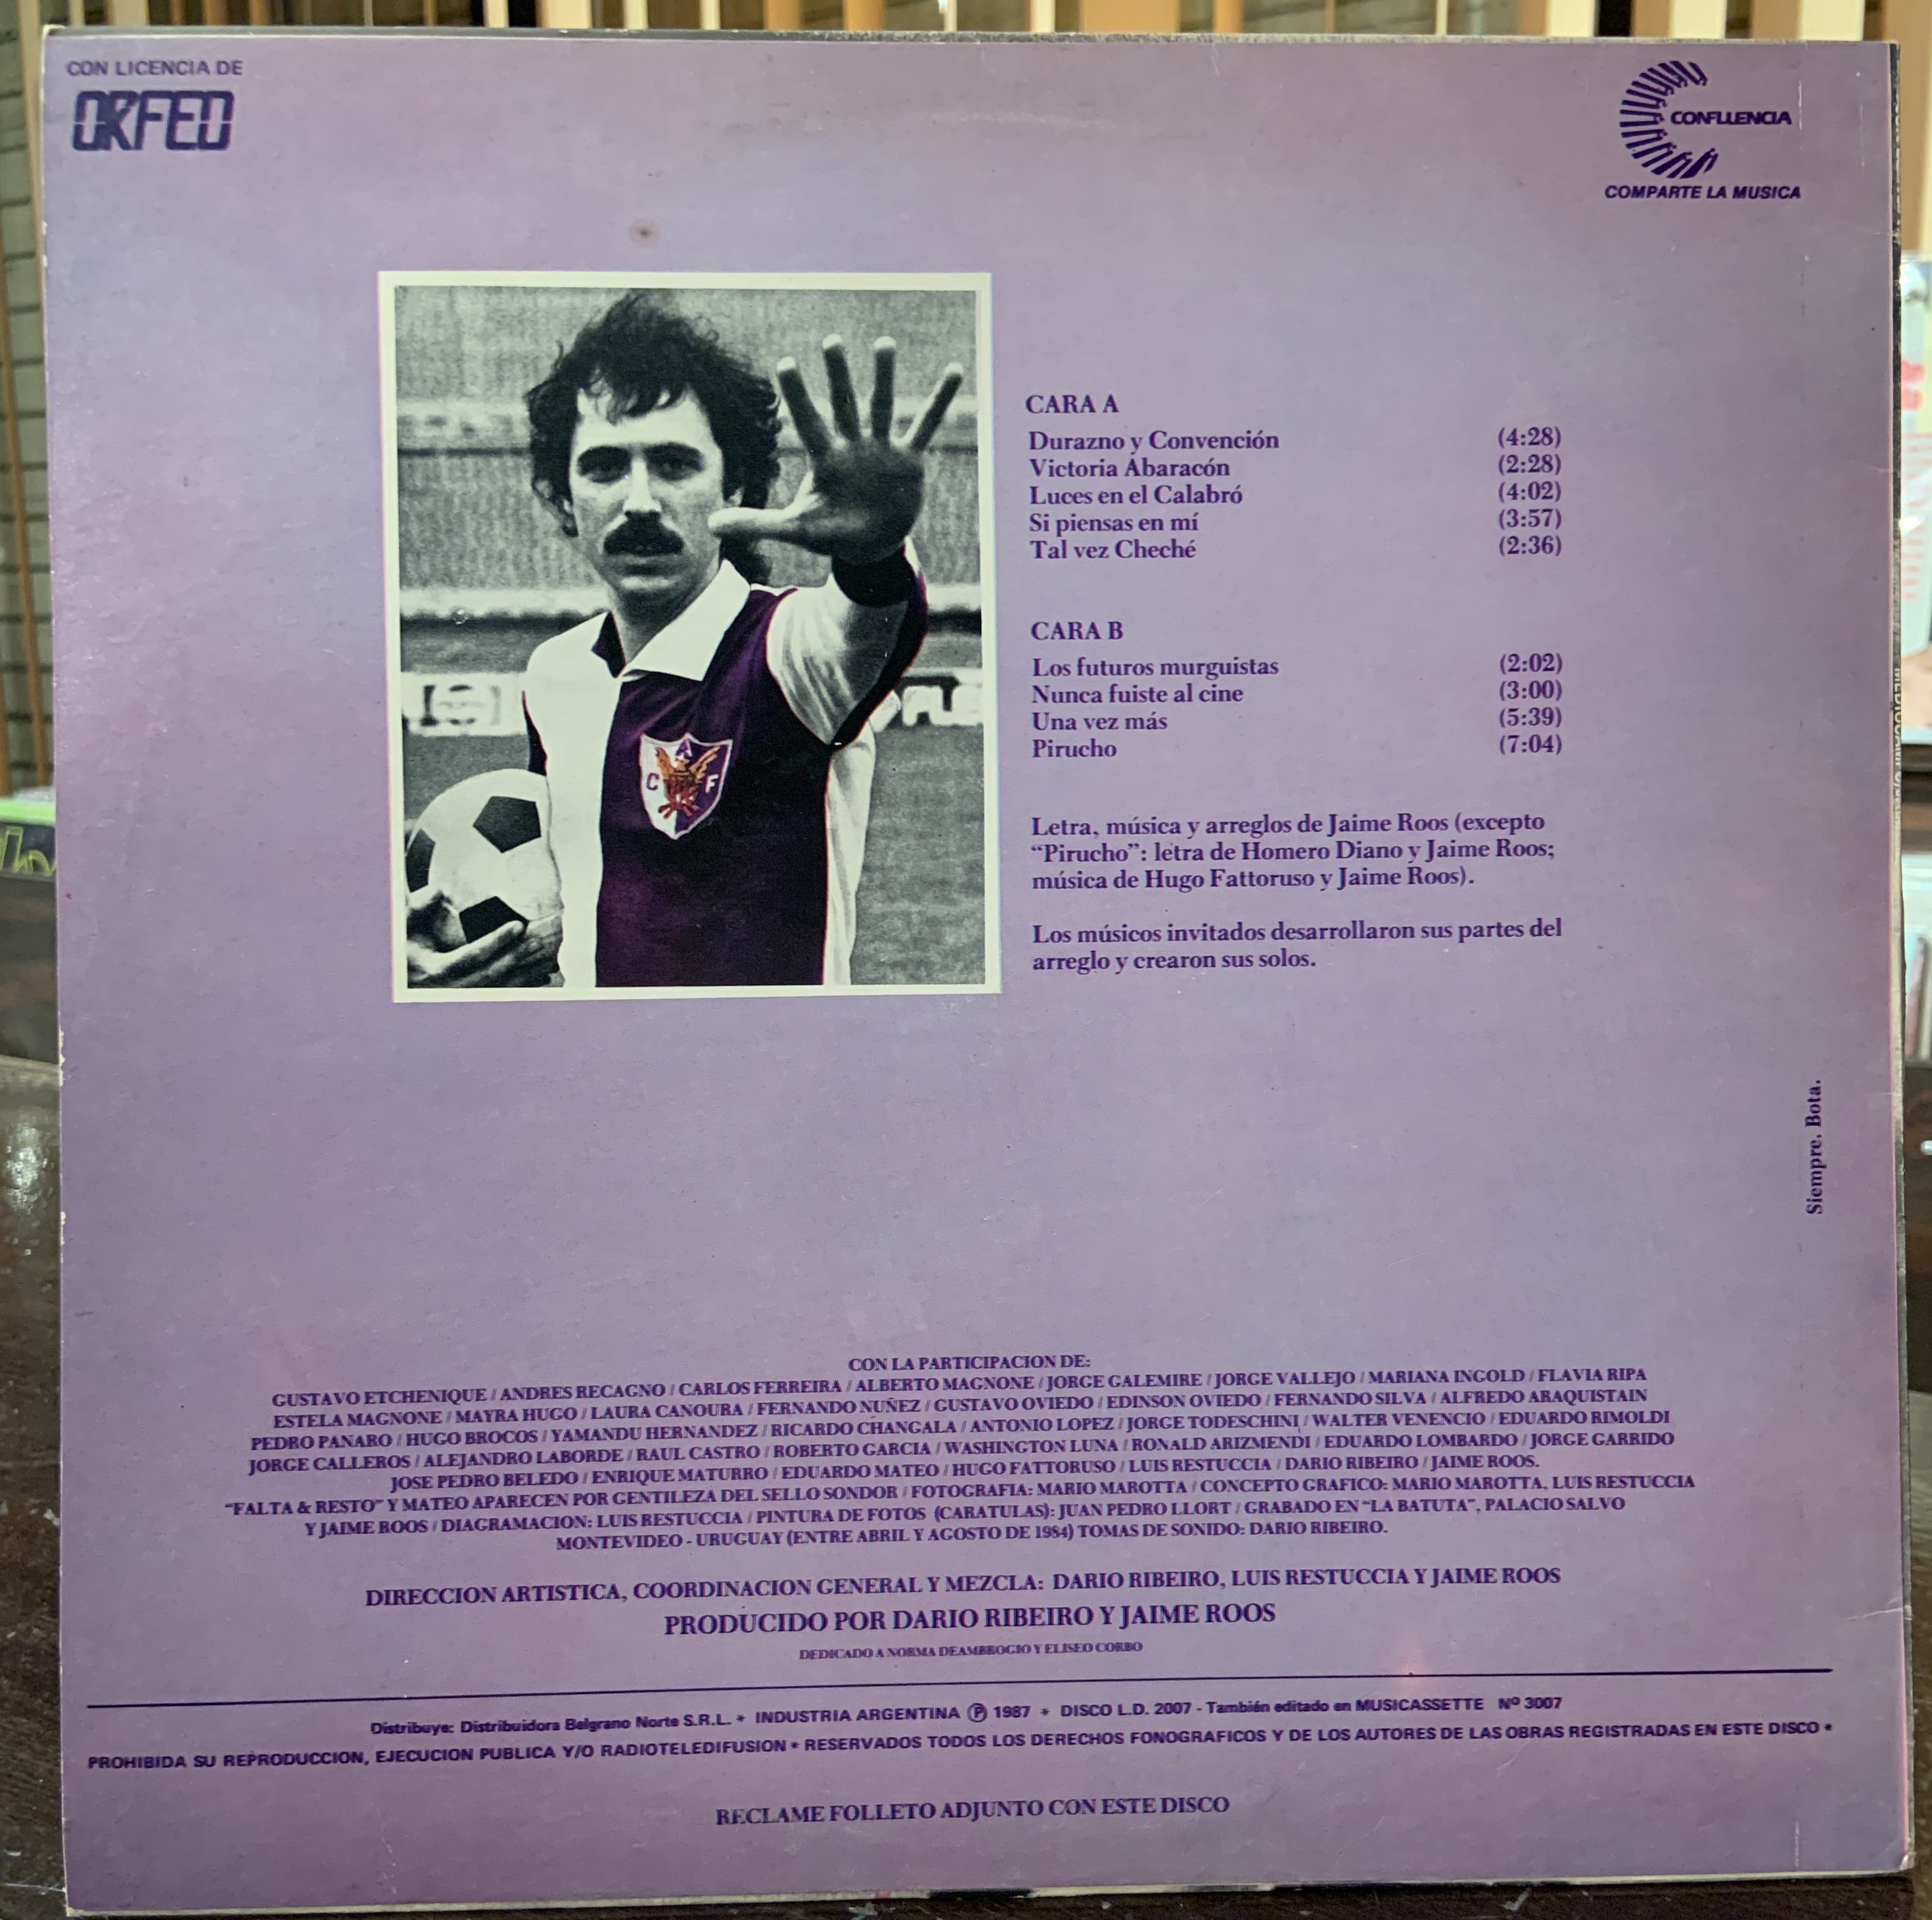 CON LICENCIA DE
ORFEO
CONFLUENCIA
COMPARTE LA MUSICA
A
C F
CARA A
Durazno y Convención (4:28)
Victoria Abaracón (2:28)
Luces en el Calabró (4:02)
Si piensas en mí (3:57)
Tal vez Cheché (2:36)
CARA B
Los futuros murguistas (2:02)
Nunca fuiste al cine (3:00)
Una vez más (5:39)
Pirucho (7:04)
Letra, música y arreglos de Jaime Roos (excepto
“Pirucho”: letra de Homero Diano y Jaime Roos;
música de Hugo Fattoruso y Jaime Roos).
Los músicos invitados desarrollaron sus partes del
arreglo y crearon sus solos.
Siempre. Bota.
CON LA PARTICIPACION DE:
GUSTAVO ETCHENIQUE / ANDRES RECAGNO / CARLOS FERREIRA / ALBERTO MAGNONE / JORGE GALEMIRE / JORGE VALLEJO / MARIANA INGOLD / FLAVIA RIPA
ESTELA MAGNONE / MAYRA HUGO / LAURA CANOURA / FERNANDO NUÑEZ / GUSTAVO OVIEDO / EDINSON OVIEDO / FERNANDO SILVA / ALFREDO ARAQUISTAIN
PEDRO PANARO / HUGO BROCOS / YAMANDU HERNANDEZ / RICARDO CHANGALA / ANTONIO LOPEZ / JORGE TODESCHINI / WALTER VENENCIO / EDUARDO RIMOLDI
JORGE CALLEROS / ALEJANDRO LABORDE / RAUL CASTRO / ROBERTO GARCIA / WASHINGTON LUNA / RONALD ARIZMENDI / EDUARDO LOMBARDO / JORGE GARRIDO
JOSE PEDRO BELEDO / ENRIQUE MATURRO / EDUARDO MATEO / HUGO FATTORUSO / LUIS RESTUCCIA / DARIO RIBEIRO / JAIME ROOS.
“FALTA & RESTO” Y MATEO APARECEN POR GENTILEZA DEL SELLO SONDOR / FOTOGRAFIA: MARIO MAROTTA / CONCEPTO GRAFICO: MARIO MAROTTA, LUIS RESTUCCIA
Y JAIME ROOS / DIAGRAMACION: LUIS RESTUCCIA / PINTURA DE FOTOS (CARATULAS): JUAN PEDRO LLORT / GRABADO EN “LA BATUTA”, PALACIO SALVO
MONTEVIDEO - URUGUAY (ENTRE ABRIL Y AGOSTO DE 1984) TOMAS DE SONIDO: DARIO RIBEIRO.
DIRECCION ARTISTICA, COORDINACION GENERAL Y MEZCLA: DARIO RIBEIRO, LUIS RESTUCCIA Y JAIME ROOS
PRODUCIDO POR DARIO RIBEIRO Y JAIME ROOS
DEDICADO A NORMA DEAMBROGIO Y ELISEO CORBO
Distribuye: Distribuidora Belgrano Norte S.R.L. * INDUSTRIA ARGENTINA Ⓟ 1987 * DISCO L.D. 2007 - También editado en MUSICASSETTE Nº 3007
PROHIBIDA SU REPRODUCCION, EJECUCION PUBLICA Y/O RADIOTELEDIFUSION * RESERVADOS TODOS LOS DERECHOS FONOGRAFICOS Y DE LOS AUTORES DE LAS OBRAS REGISTRADAS EN ESTE DISCO *
RECLAME FOLLETO ADJUNTO CON ESTE DISCO